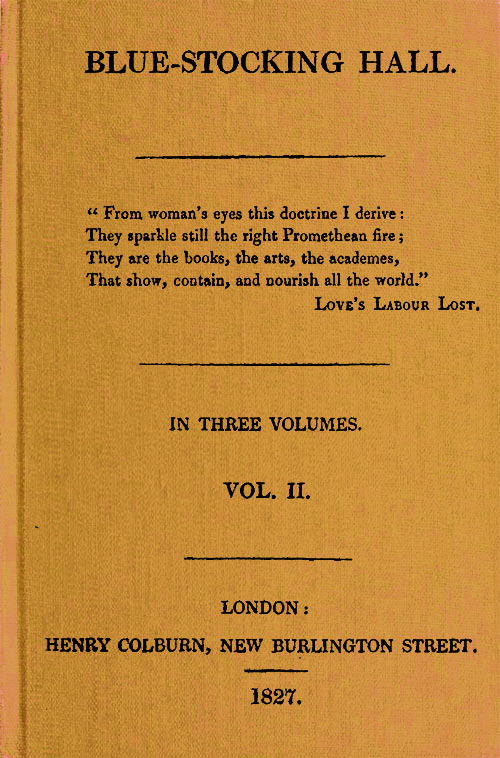 BLUE-STOCKING HALL.
“ From woman's eyes this doctrine I derive :
They sparkle still the right Promethean fire ;
They are the books, the arts, the academes,
That show, contain, and nourish all the world.”
LOVE'S LABOUR LOST.
IN THREE VOLUMES.
VOL. II.
LONDON :
HENRY COLBURN, NEW BURLINGTON STREET.
1827.